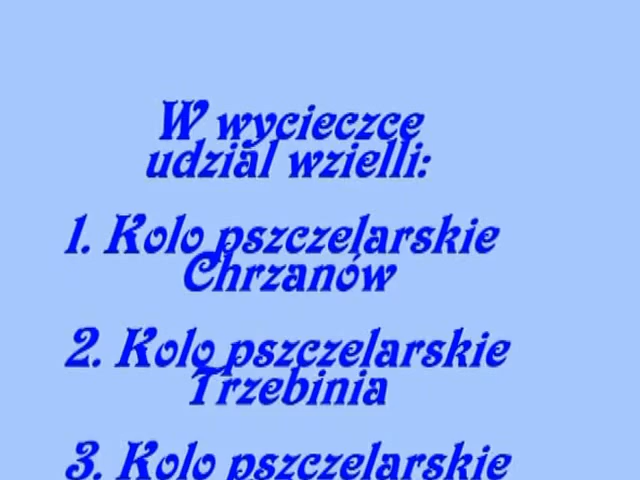 W wycieczce
udzial wzielli:
1. Kolo pszczelarskie
Chrzanów
2. Kolo pszczelarskie
Trzebinia
3. Kolo pszczelarskie